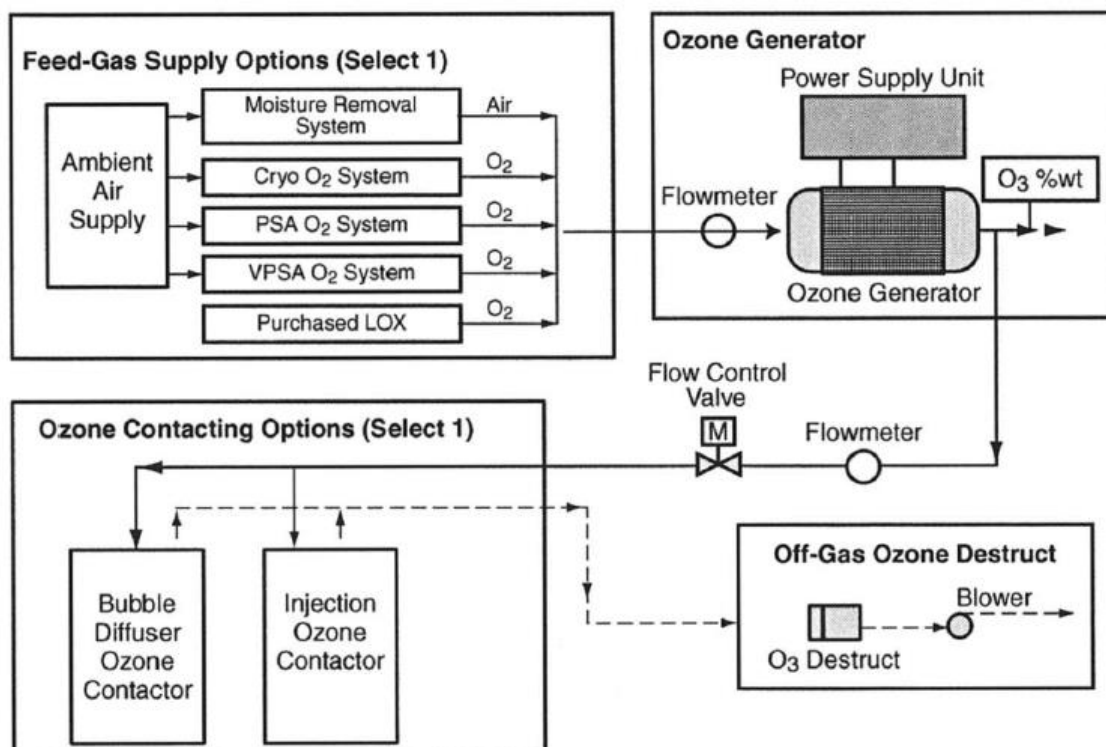 Feed-Gas Supply Options (Select 1)
Ambient
Air
Supply
Moisture Removal
System
Air
Cryo O2 System
O2
PSA O2 System
O2
VPSA O2 System
O2
Purchased LOX
O2
Ozone Generator
Power Supply Unit
O3 %wt
Flowmeter
Ozone Generator
Flow Control
Valve
M
Flowmeter
Ozone Contacting Options (Select 1)
Bubble
Diffuser
Ozone
Contactor
Injection
Ozone
Contactor
Off-Gas Ozone Destruct
Blower
O3 Destruct